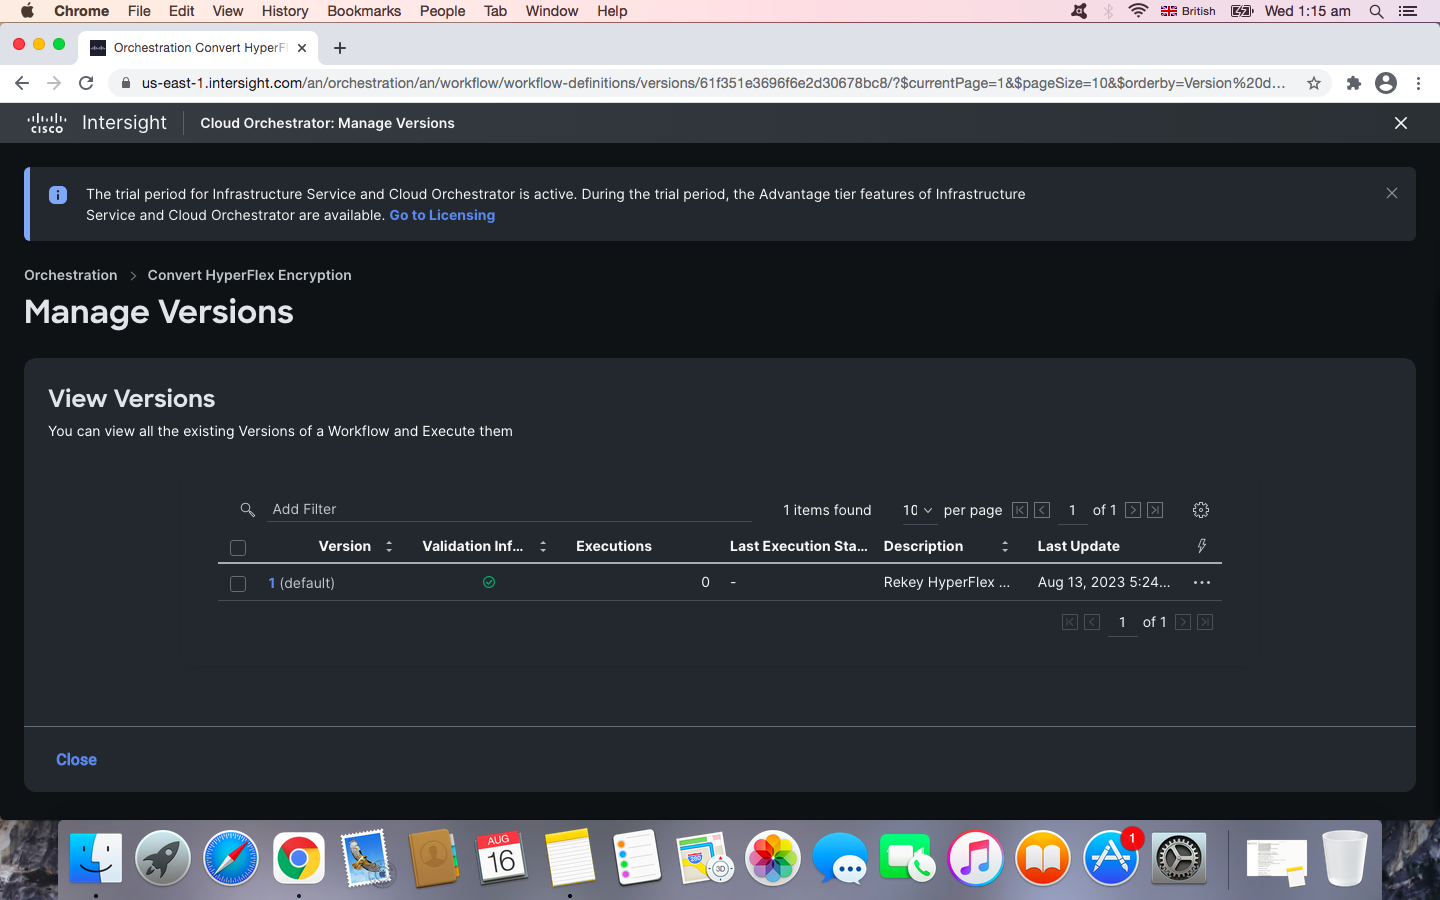 Chrome File Edit View History Bookmarks People Tab Window Help British Wed 1:15 am
Orchestration Convert HyperFl
us-east-1.intersight.com/an/orchestration/an/workflow/workflow-definitions/versions/61f351e3696f6e2d30678bc8/?$currentPage=1&$pageSize=10&$orderby=Version%20d...
CISCO Intersight Cloud Orchestrator: Manage Versions
The trial period for Infrastructure Service and Cloud Orchestrator is active. During the trial period, the Advantage tier features of Infrastructure
Service and Cloud Orchestrator are available. Go to Licensing
Orchestration > Convert HyperFlex Encryption
Manage Versions
View Versions
You can view all the existing Versions of a Workflow and Execute them
Add Filter 1 items found 10 per page 1 of 1
Version Validation Inf... Executions Last Execution Sta... Description Last Update
1 (default) 0 - Rekey HyperFlex ... Aug 13, 2023 5:24...
1 of 1
Close
AUG
16
280
3D
1